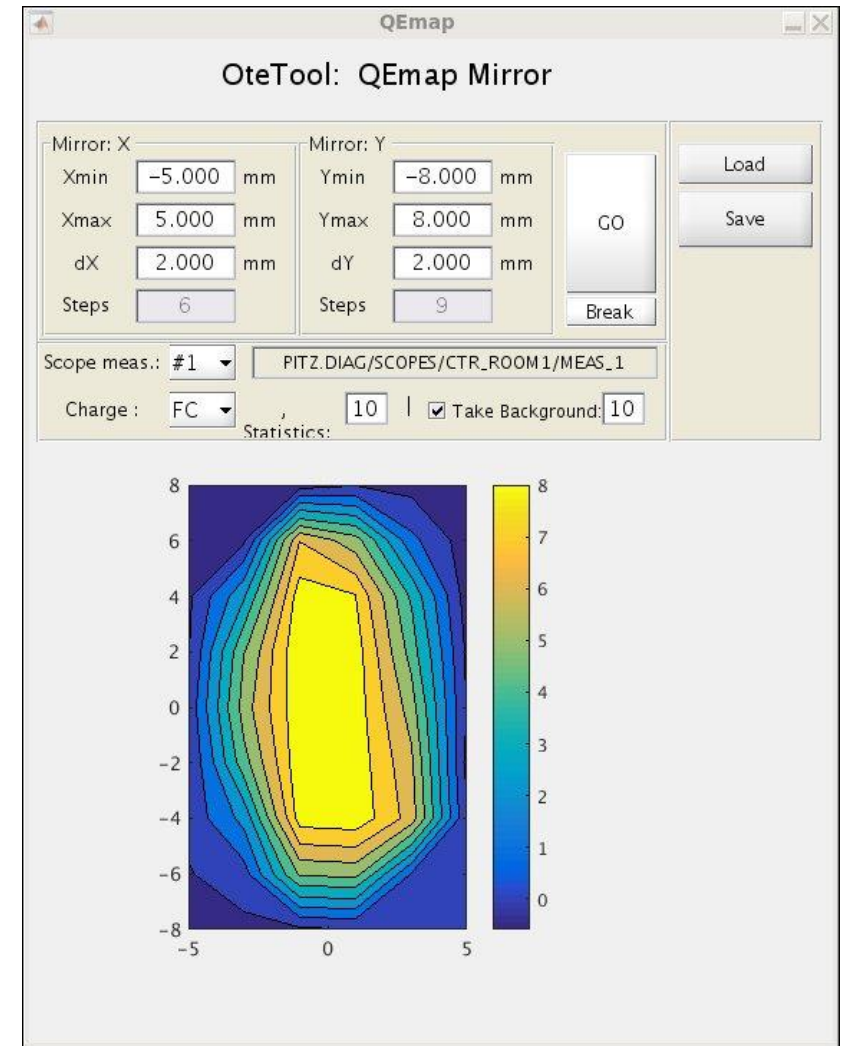 QEmap
OteTool: QEmap Mirror
Mirror: X
Xmin −5.000 mm
Xmax 5.000 mm
dX 2.000 mm
Steps 6
Mirror: Y
Ymin −8.000 mm
Ymax 8.000 mm
dY 2.000 mm
Steps 9
GO
Break
Load
Save
Scope meas.: #1 PITZ.DIAG/SCOPES/CTR_ROOM1/MEAS_1
Charge : FC , Statistics: 10 | Take Background: 10
8
6
4
2
0
−2
−4
−6
−8
−5 0 5
8
7
6
5
4
3
2
1
0